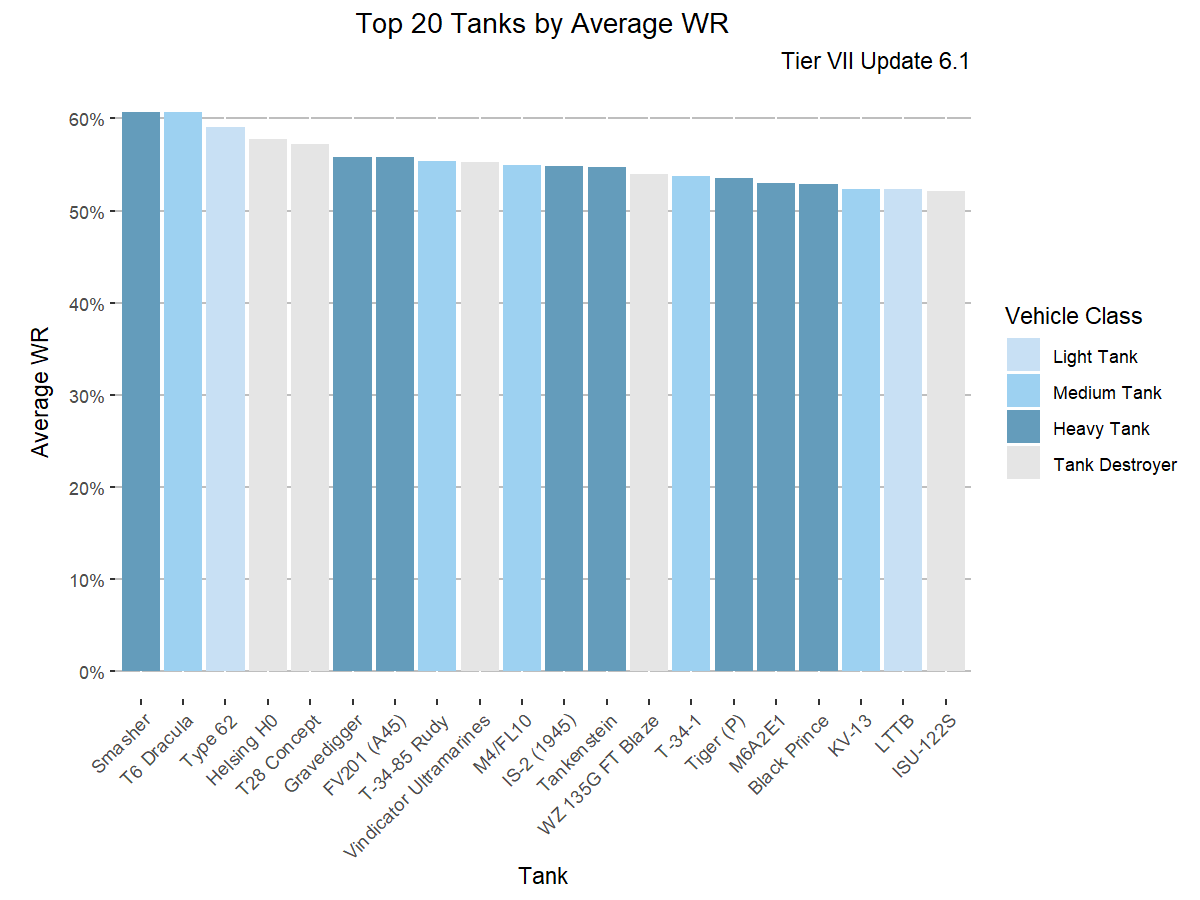 Top 20 Tanks by Average WR
Tier VII Update 6.1
Average WR
60%
50%
40%
30%
20%
10%
0%
Smasher
T6 Dracula
Type 62
Helsing H0
T28 Concept
Gravedigger
FV201 (A45)
T-34-85 Rudy
Vindicator Ultramarines
M4/FL10
IS-2 (1945)
Tankenstein
WZ 135G FT Blaze
T-34-1
Tiger (P)
M6A2E1
Black Prince
KV-13
LTTB
ISU-122S
Tank
Vehicle Class
Light Tank
Medium Tank
Heavy Tank
Tank Destroyer